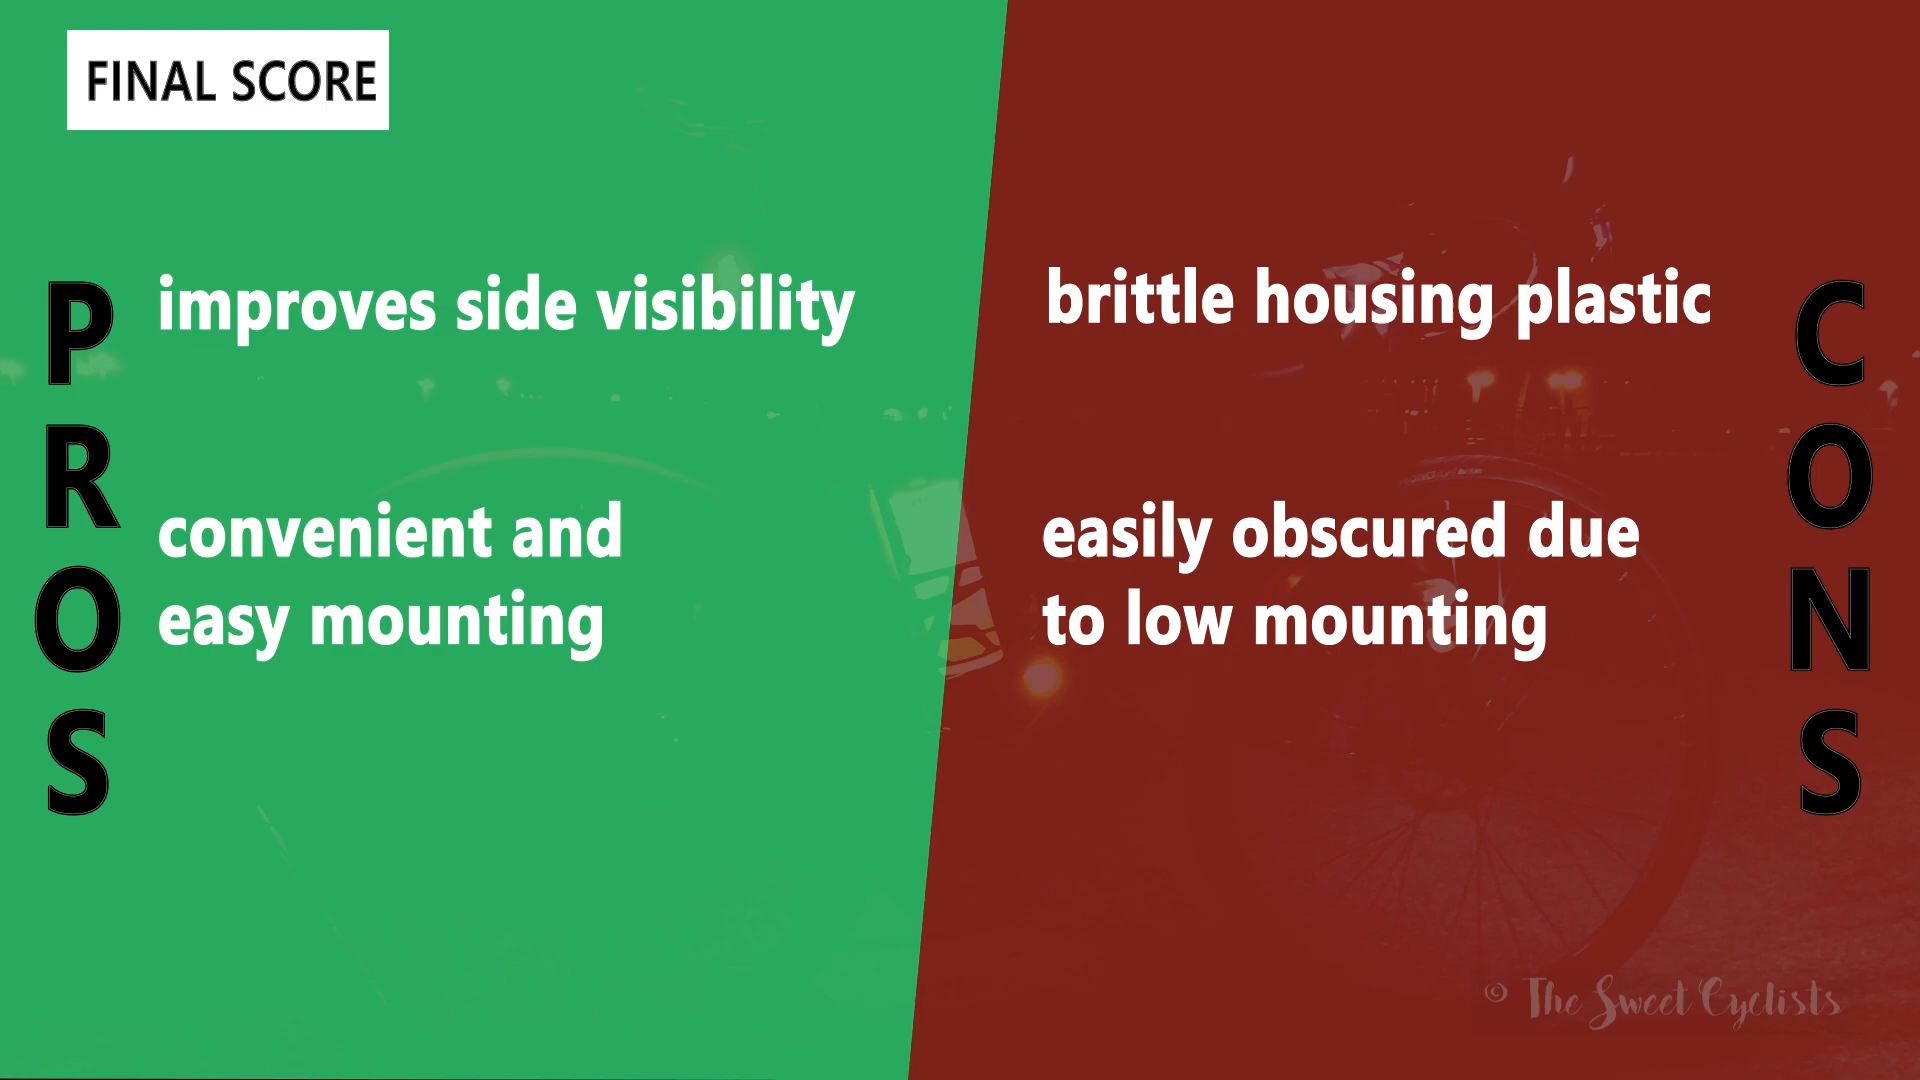 FINAL SCORE
PROS
improves side visibility
convenient and
easy mounting
brittle housing plastic
easily obscured due
to low mounting
CONS
© The Sweet Cyclists